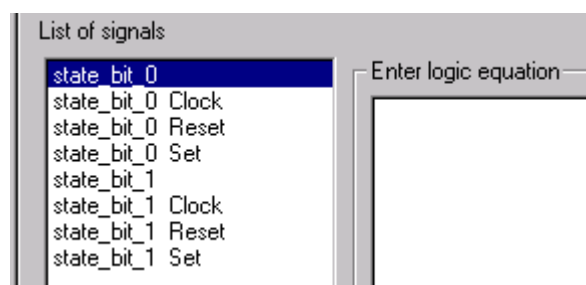 List of signals
Enter logic equation
state_bit_0
state_bit_0 Clock
state_bit_0 Reset
state_bit_0 Set
state_bit_1
state_bit_1 Clock
state_bit_1 Reset
state_bit_1 Set